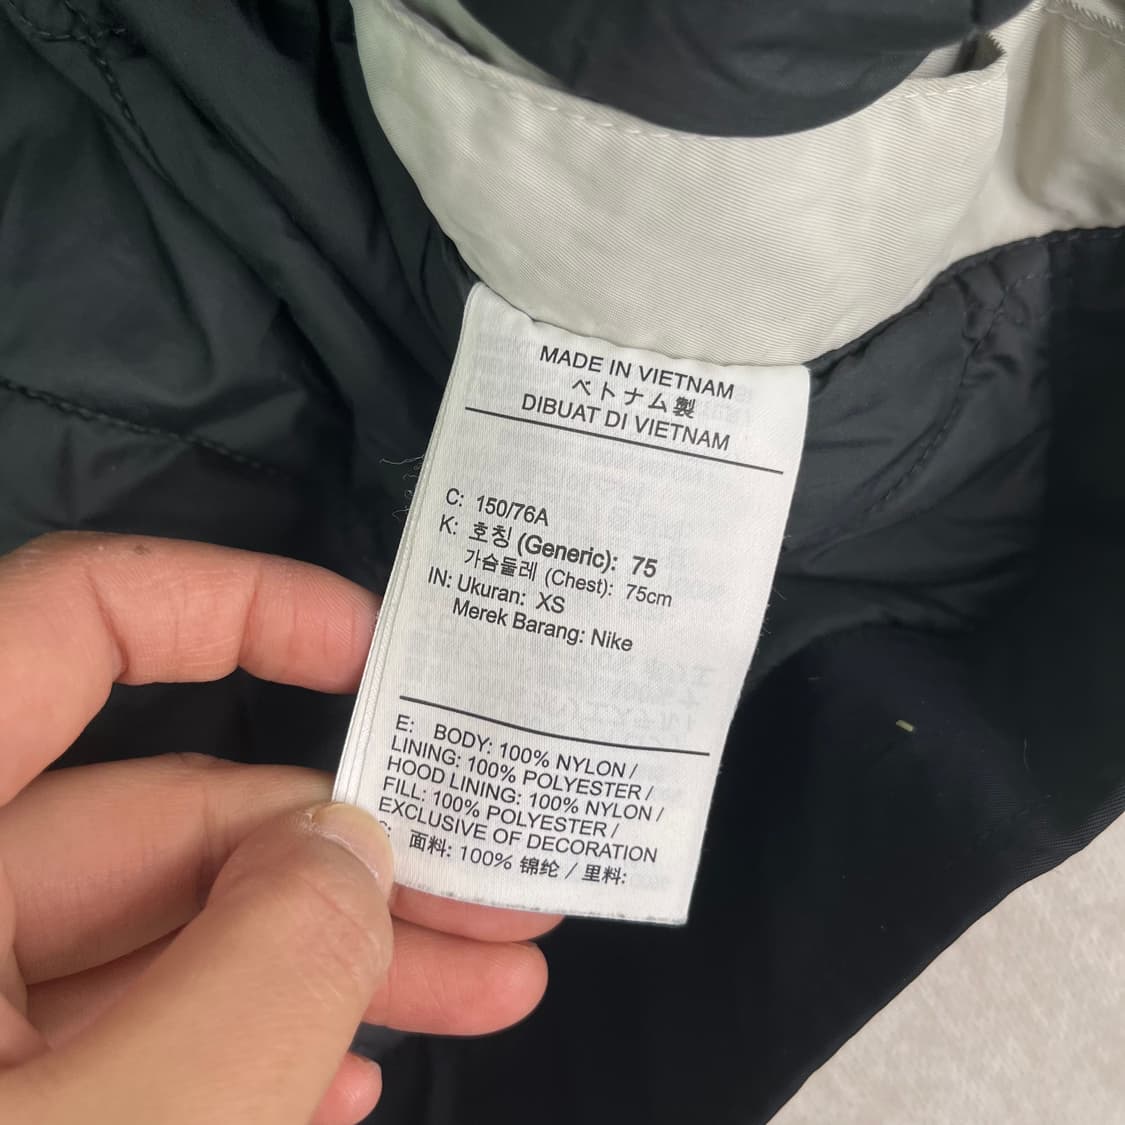 MADE IN VIETNAM
ベトナム製
DIBUAT DI VIETNAM
C: 150/76A
K: 호칭 (Generic): 75
가슴둘레 (Chest): 75cm
IN: Ukuran: XS
Merek Barang: Nike
E: BODY: 100% NYLON /
LINING: 100% POLYESTER /
HOOD LINING: 100% NYLON /
FILL: 100% POLYESTER /
EXCLUSIVE OF DECORATION
面料: 100% 锦纶 / 里料: